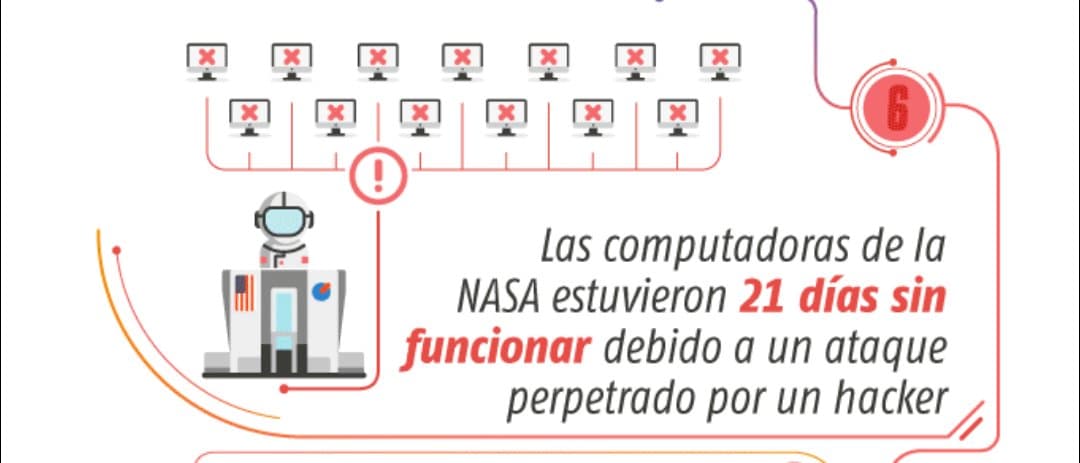 6
!
Las computadoras de la
NASA estuvieron 21 días sin
funcionar debido a un ataque
perpetrado por un hacker